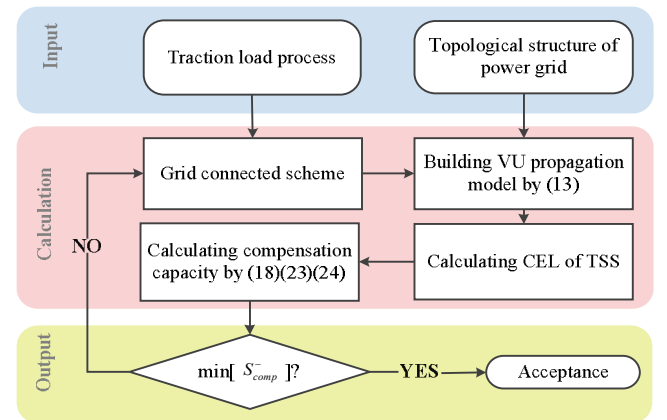 Input
Traction load process
Topological structure of
power grid
Calculation
Grid connected scheme
Building VU propagation
model by (13)
NO
Calculating compensation
capacity by (18)(23)(24)
Calculating CEL of TSS
Output
min[ S⁻comp ]?
YES
Acceptance